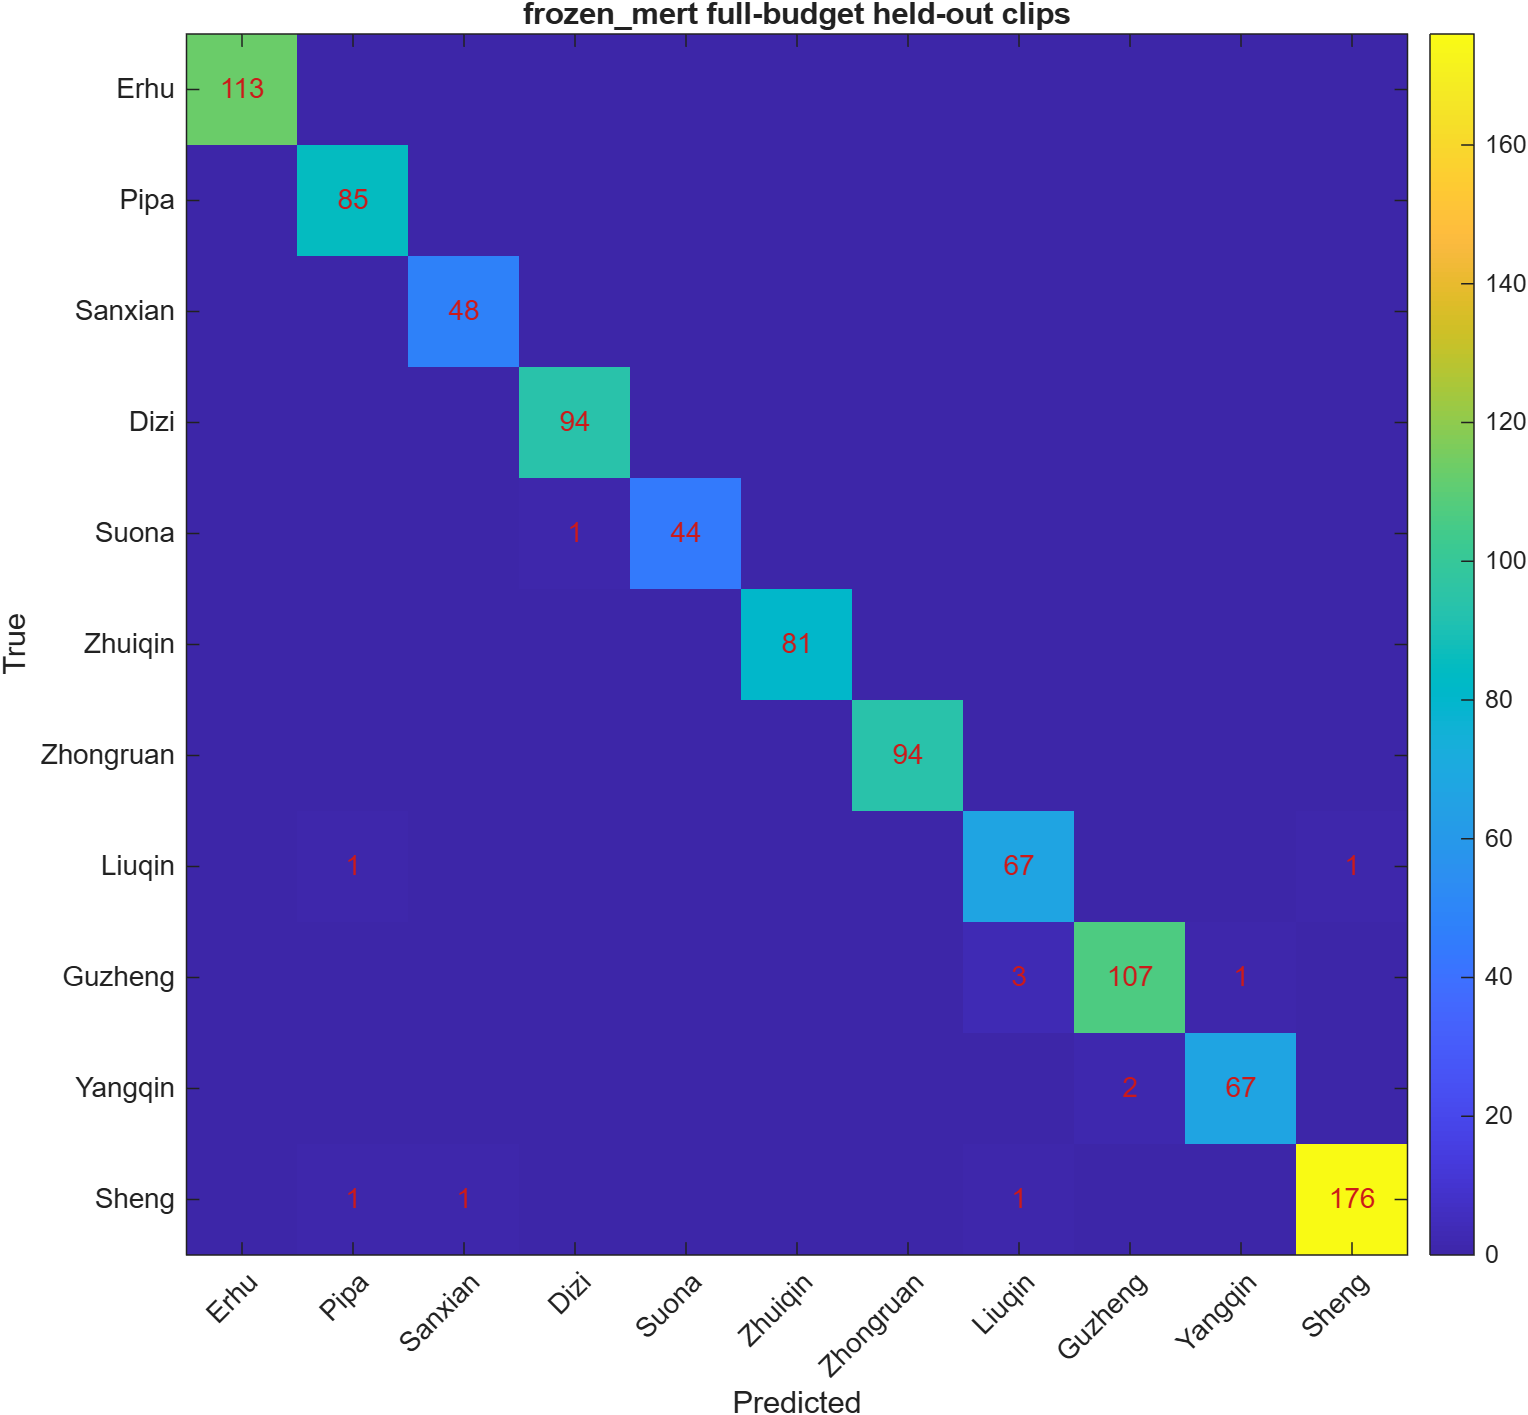 frozen_mert full-budget held-out clips
Erhu 113
Pipa 85
Sanxian 48
Dizi 94
Suona 1 44
Zhuiqin 81
Zhongruan 94
Liuqin 1 67 1
Guzheng 3 107 1
Yangqin 2 67
Sheng 1 1 1 176
True
Erhu Pipa Sanxian Dizi Suona Zhuiqin Zhongruan Liuqin Guzheng Yangqin Sheng
Predicted
160
140
120
100
80
60
40
20
0